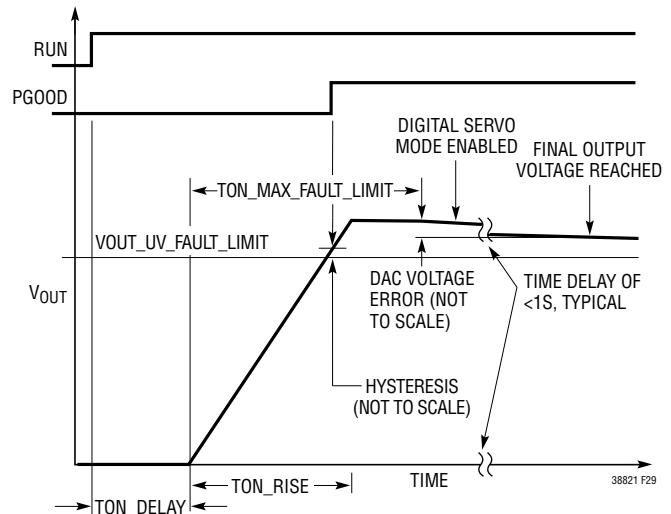 RUN
PGOOD
DIGITAL SERVO
MODE ENABLED
FINAL OUTPUT
VOLTAGE REACHED
TON_MAX_FAULT_LIMIT
VOUT_UV_FAULT_LIMIT
VOUT
DAC VOLTAGE
ERROR (NOT
TO SCALE)
TIME DELAY OF
<1S, TYPICAL
HYSTERESIS
(NOT TO SCALE)
TON_RISE
TIME
38821 F29
TON_DELAY